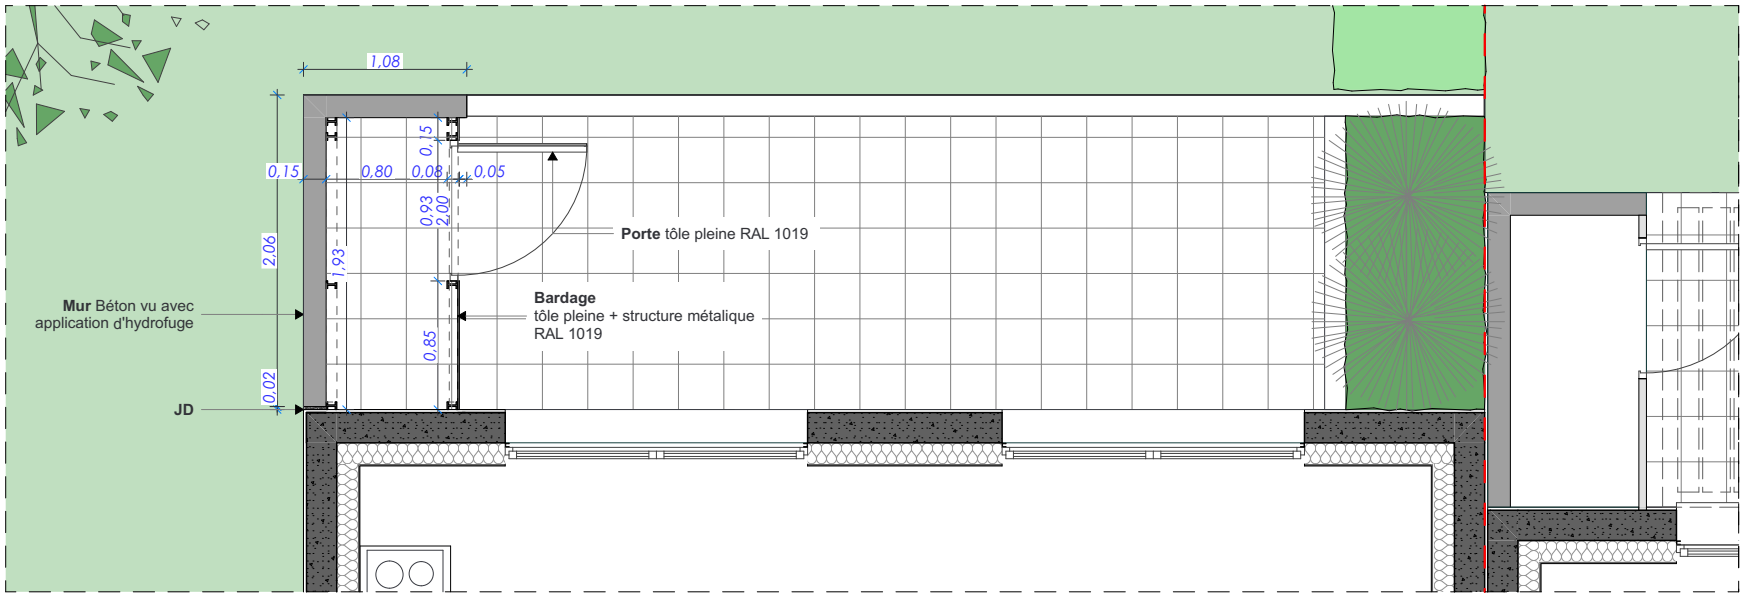 1,08
0,15
0,15
0,80
0,08
0,05
0,93
2,00
Porte tôle pleine RAL 1019
2,06
1,93
Mur Béton vu avec
application d'hydrofuge
Bardage
tôle pleine + structure métalique
RAL 1019
0,85
0,02
JD